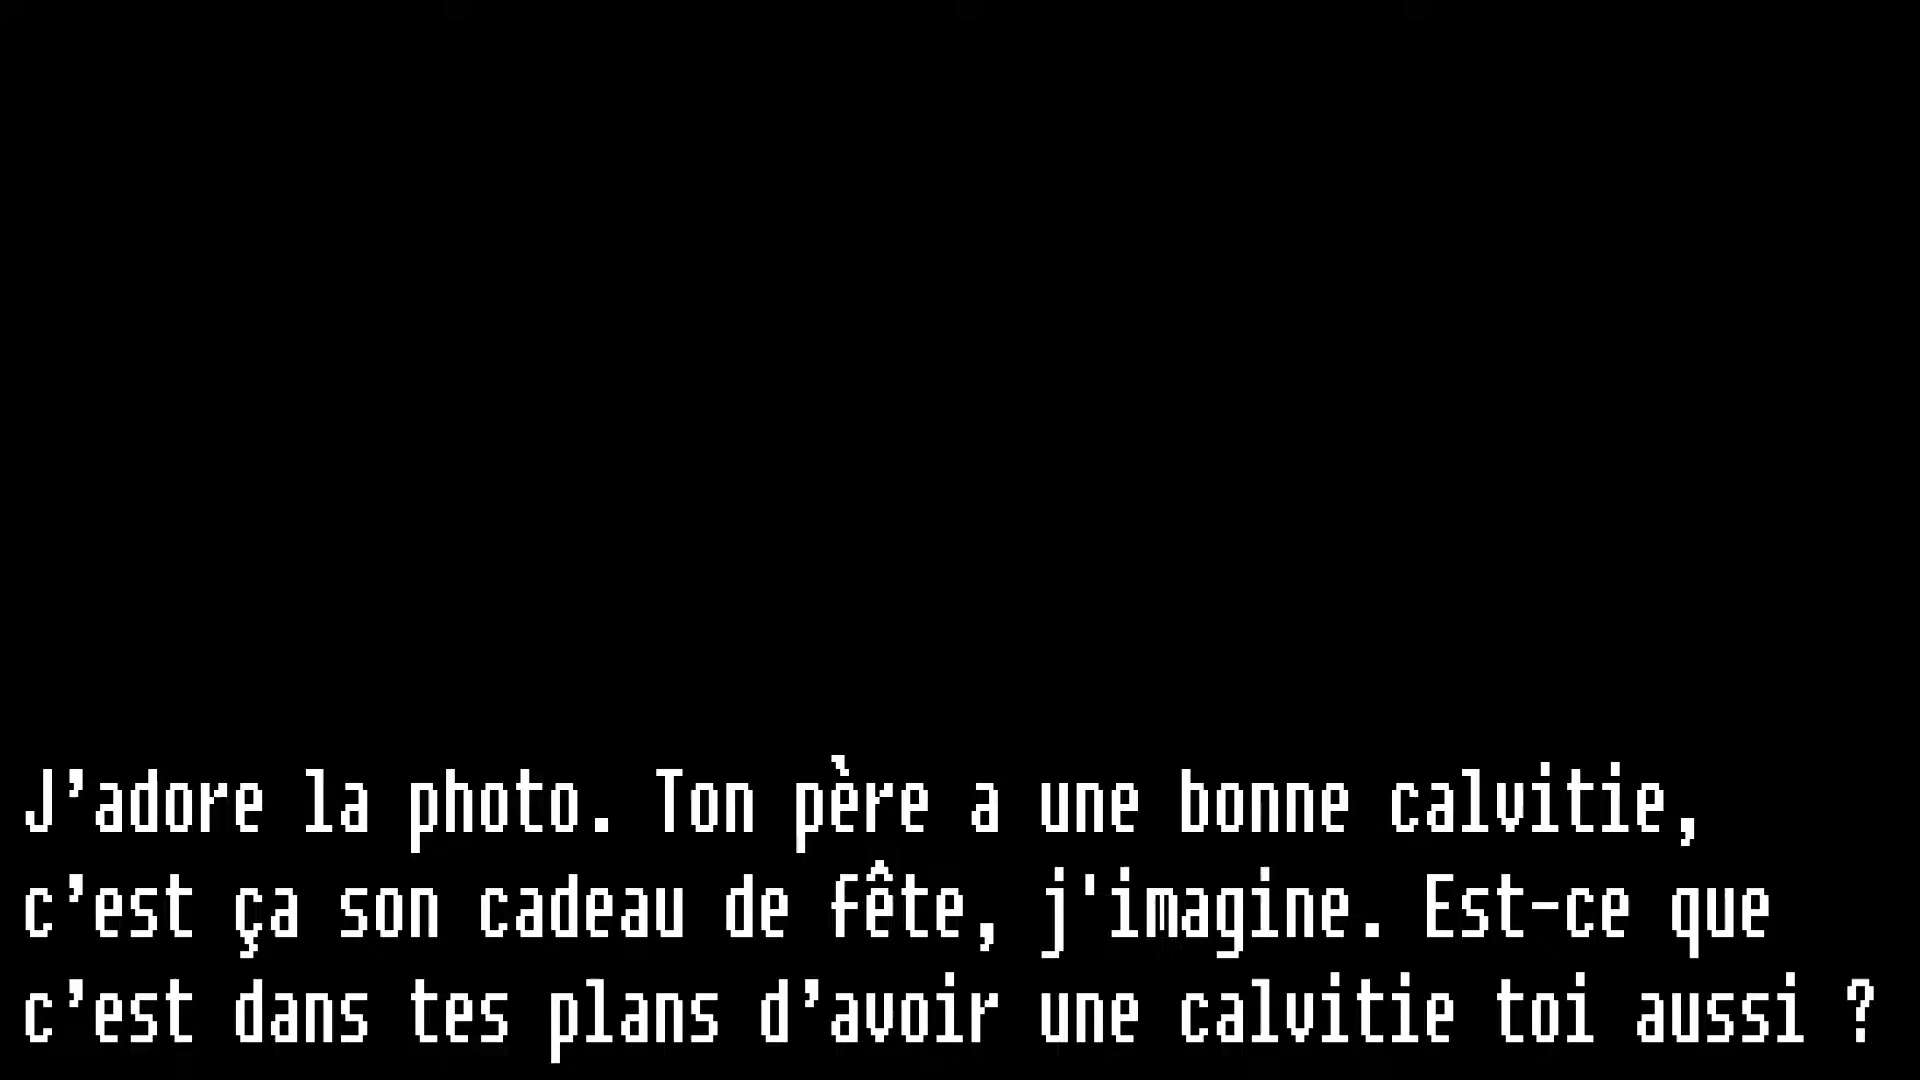 J’adore la photo. Ton père a une bonne calvitie,
c’est ça son cadeau de fête, j'imagine. Est-ce que
c’est dans tes plans d’avoir une calvitie toi aussi ?